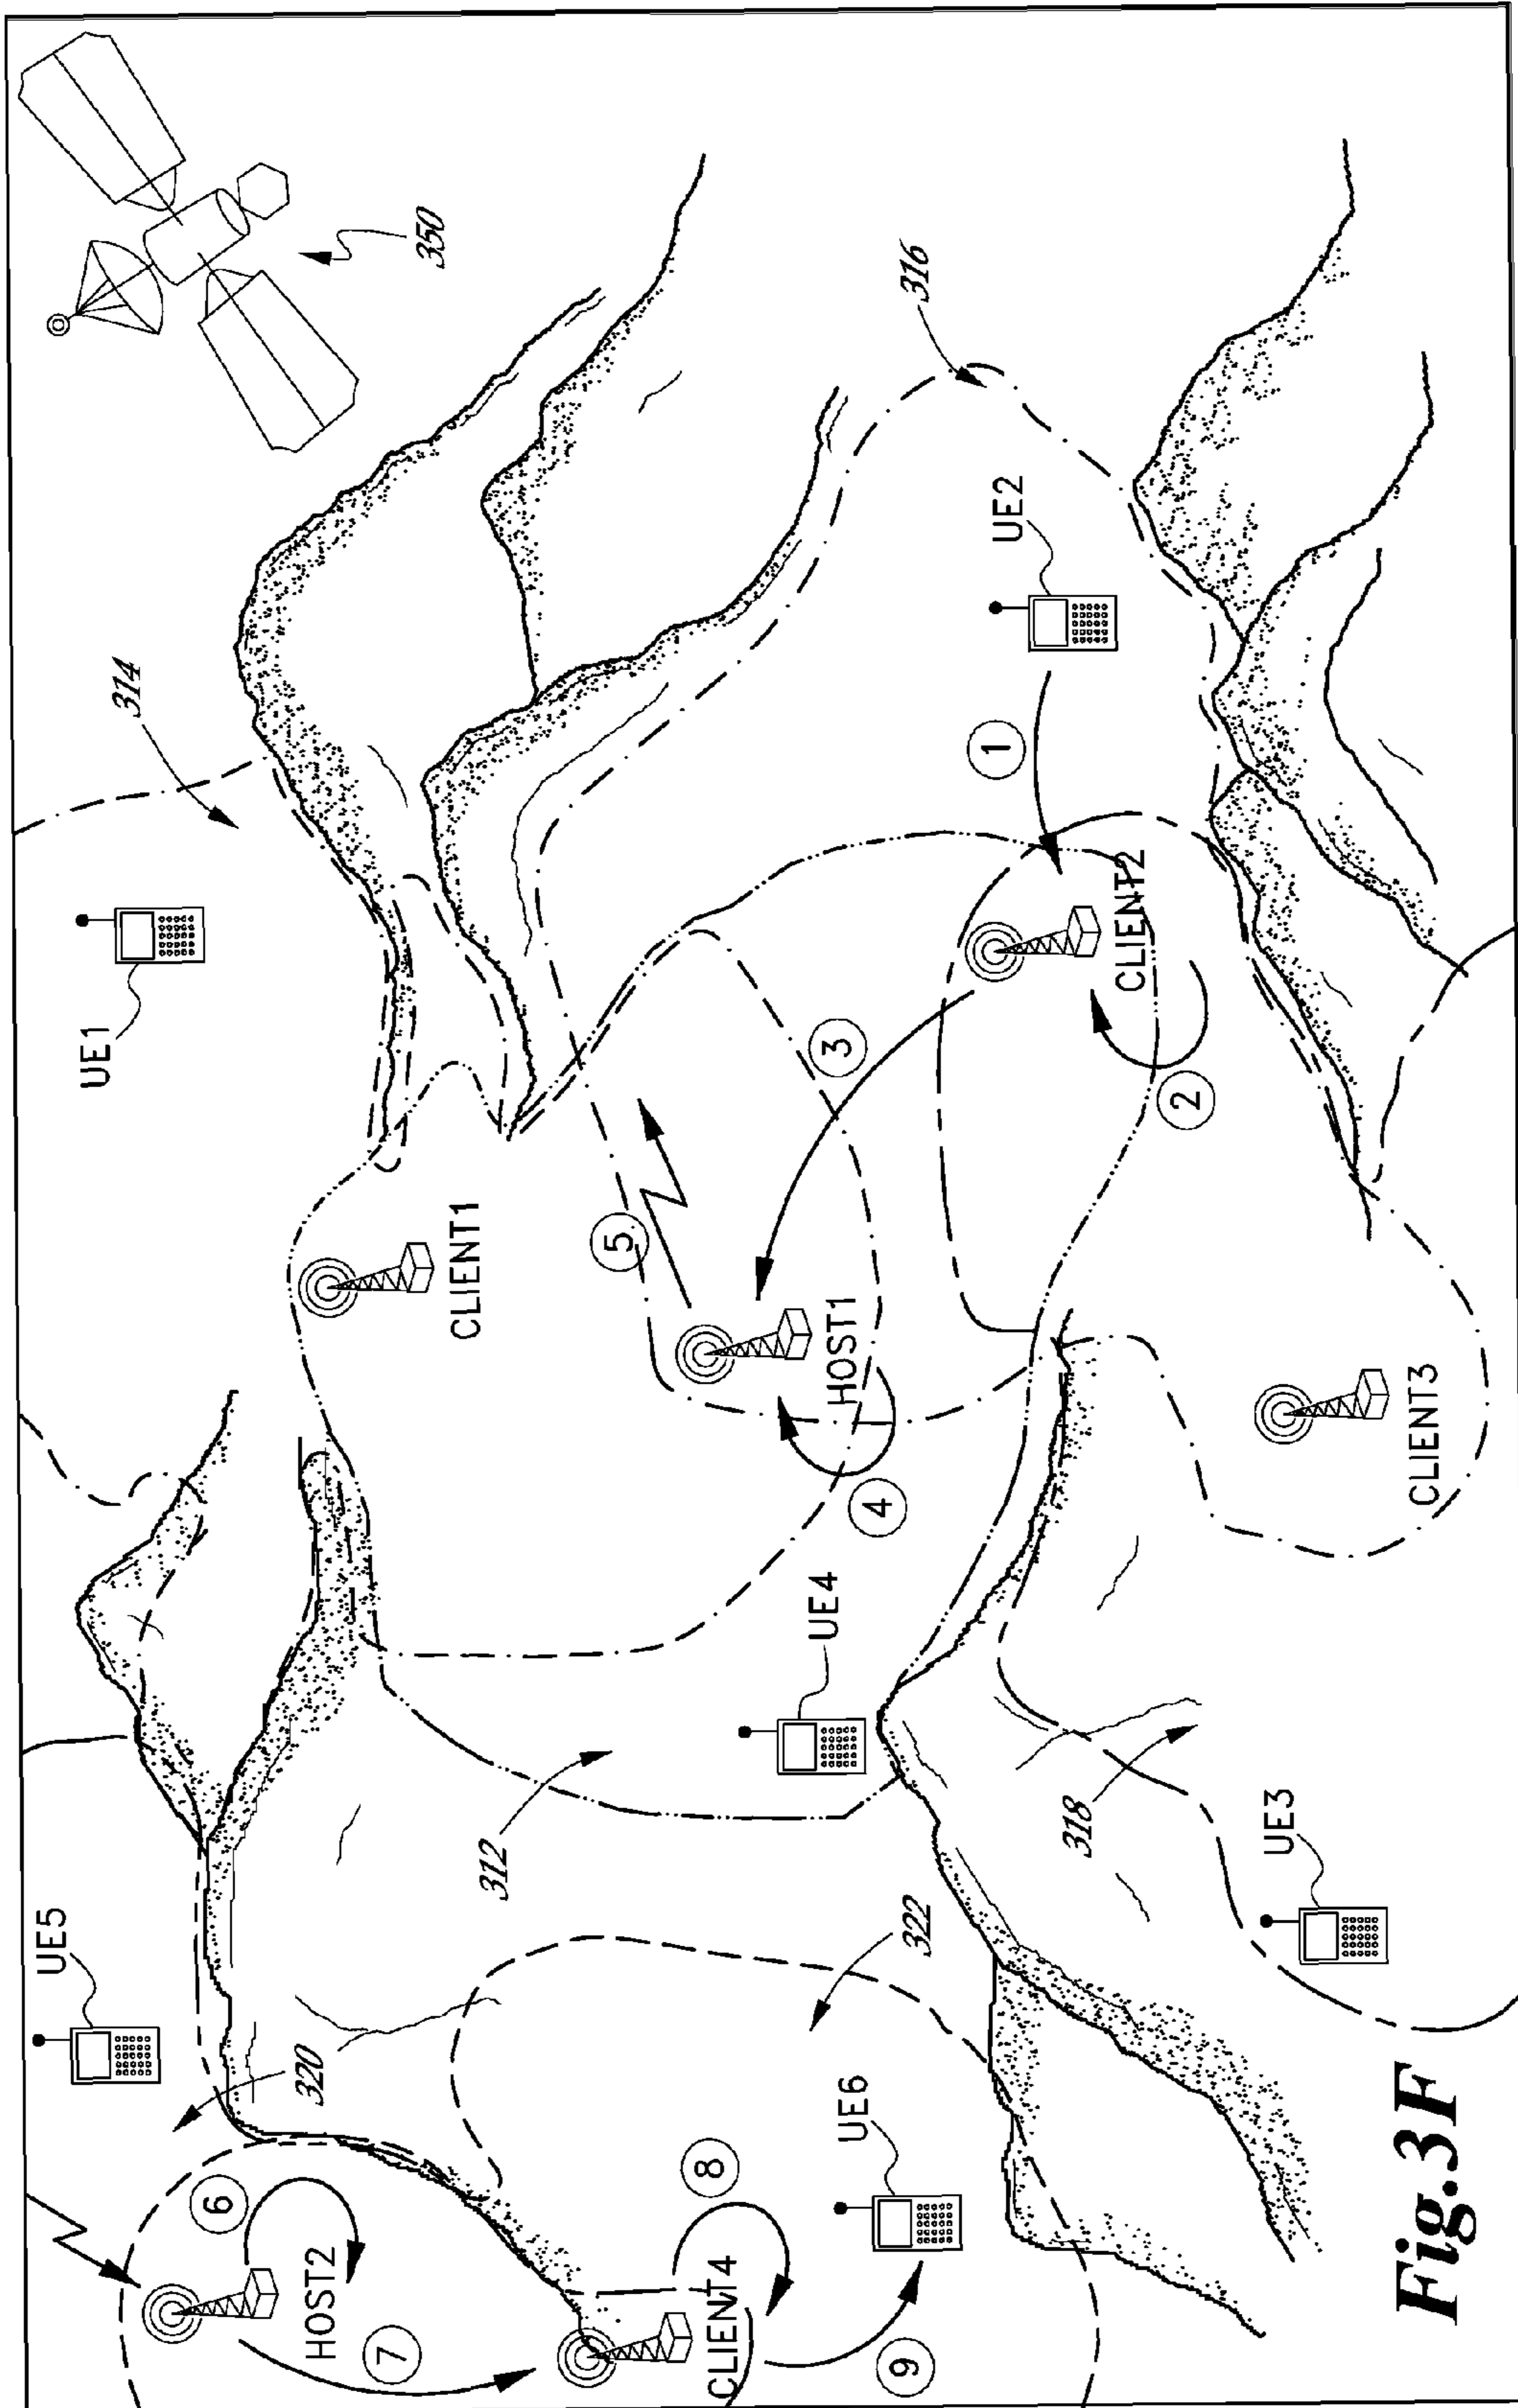 350
314
316
UE1
UE2
1
CLIENT2
2
3
5
CLIENT1
HOST1
4
CLIENT3
UE4
312
318
UE3
322
UE5
320
6
HOST2
7
8
CLIENT4
UE6
9
Fig.3F